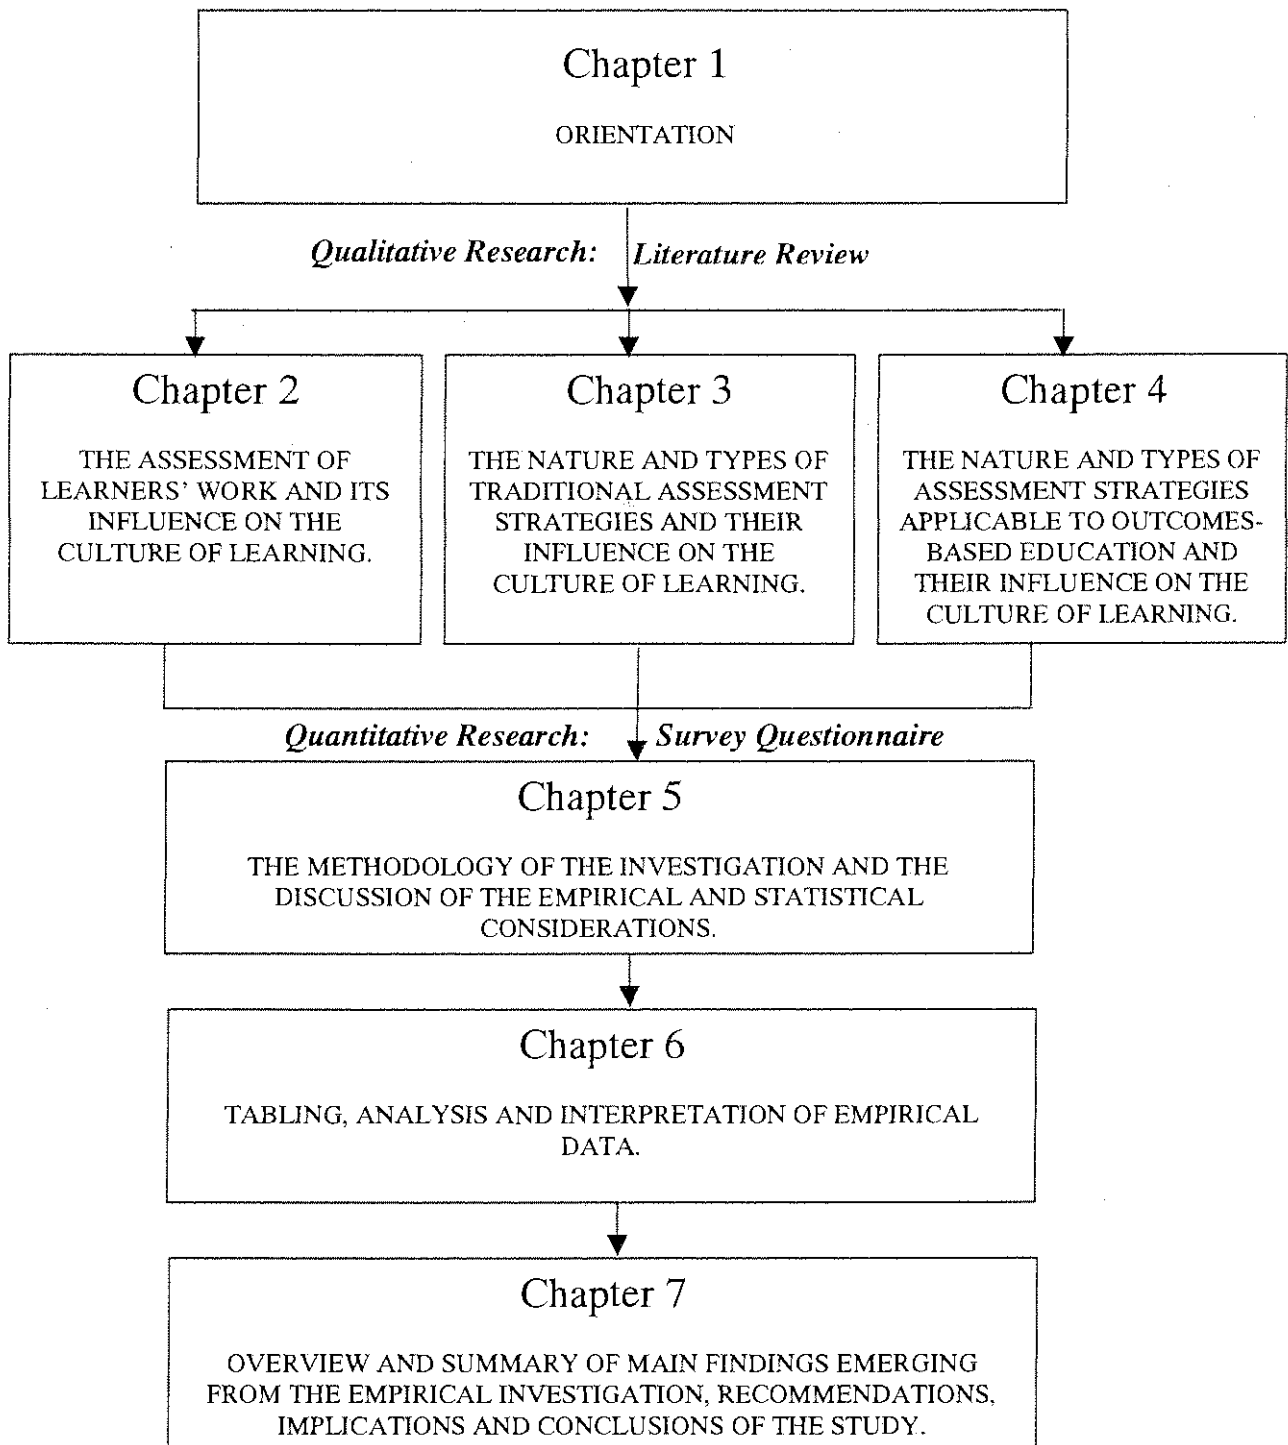 Chapter 1
ORIENTATION
Qualitative Research: Literature Review
Chapter 2
THE ASSESSMENT OF
LEARNERS’ WORK AND ITS
INFLUENCE ON THE
CULTURE OF LEARNING.
Chapter 3
THE NATURE AND TYPES OF
TRADITIONAL ASSESSMENT
STRATEGIES AND THEIR
INFLUENCE ON THE
CULTURE OF LEARNING.
Chapter 4
THE NATURE AND TYPES OF
ASSESSMENT STRATEGIES
APPLICABLE TO OUTCOMES-
BASED EDUCATION AND
THEIR INFLUENCE ON THE
CULTURE OF LEARNING.
Quantitative Research: Survey Questionnaire
Chapter 5
THE METHODOLOGY OF THE INVESTIGATION AND THE
DISCUSSION OF THE EMPIRICAL AND STATISTICAL
CONSIDERATIONS.
Chapter 6
TABLING, ANALYSIS AND INTERPRETATION OF EMPIRICAL
DATA.
Chapter 7
OVERVIEW AND SUMMARY OF MAIN FINDINGS EMERGING
FROM THE EMPIRICAL INVESTIGATION, RECOMMENDATIONS,
IMPLICATIONS AND CONCLUSIONS OF THE STUDY.